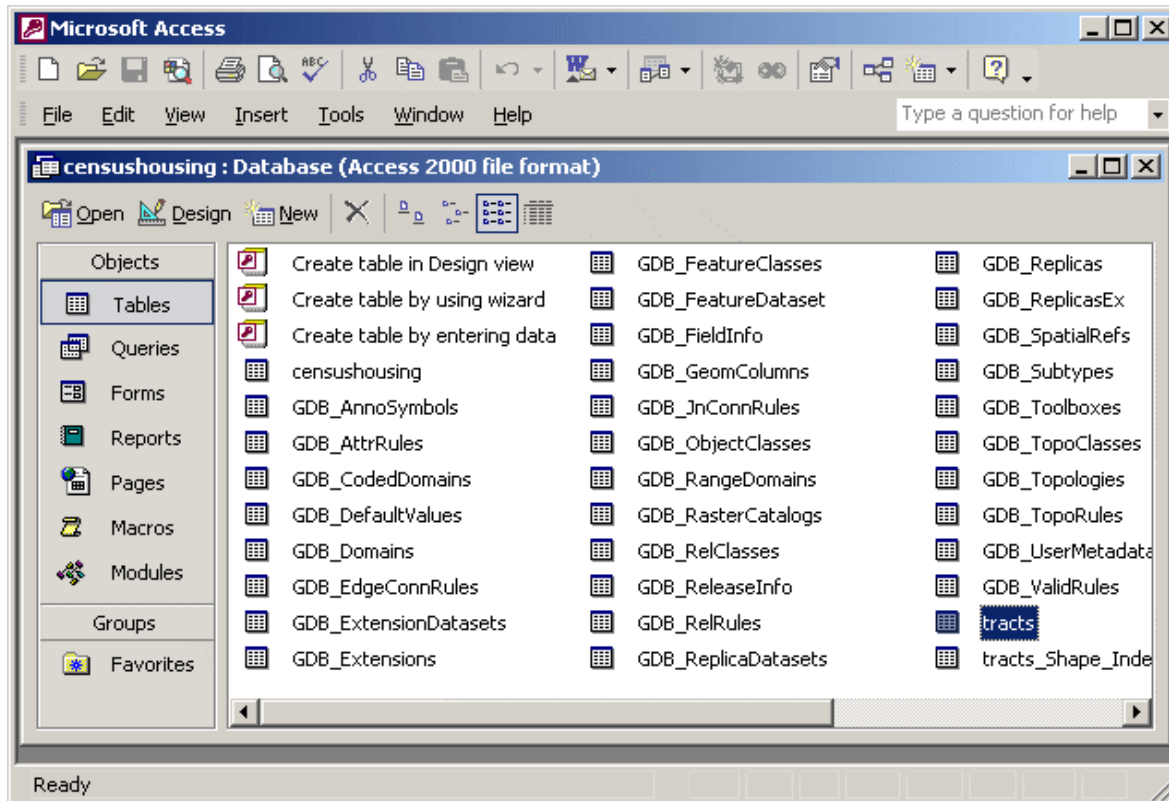 Microsoft Access
ABC
W
File Edit View Insert Tools Window Help
Type a question for help
censushousing : Database (Access 2000 file format)
Open Design New
Objects
Tables
Queries
Forms
Reports
Pages
Macros
Modules
Groups
Favorites
Create table in Design view
Create table by using wizard
Create table by entering data
censushousing
GDB_AnnoSymbols
GDB_AttrRules
GDB_CodedDomains
GDB_DefaultValues
GDB_Domains
GDB_EdgeConnRules
GDB_ExtensionDatasets
GDB_Extensions
GDB_FeatureClasses
GDB_FeatureDataset
GDB_FieldInfo
GDB_GeomColumns
GDB_JnConnRules
GDB_ObjectClasses
GDB_RangeDomains
GDB_RasterCatalogs
GDB_RelClasses
GDB_ReleaseInfo
GDB_RelRules
GDB_ReplicaDatasets
GDB_Replicas
GDB_ReplicasEx
GDB_SpatialRefs
GDB_Subtypes
GDB_Toolboxes
GDB_TopoClasses
GDB_Topologies
GDB_TopoRules
GDB_UserMetadata
GDB_ValidRules
tracts
tracts_Shape_Inde
Ready